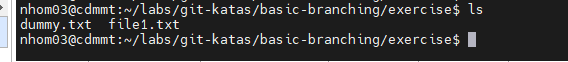 nhom03@cdmmt:~/labs/git-katas/basic-branching/exercise$ ls
dummy.txt  file1.txt
nhom03@cdmmt:~/labs/git-katas/basic-branching/exercise$